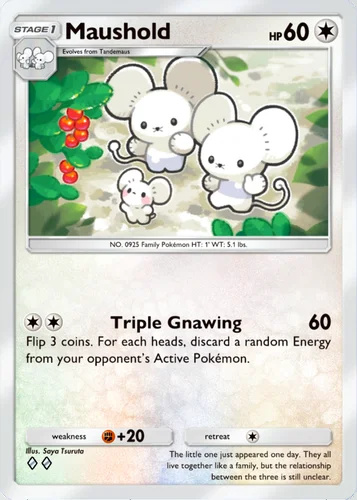 STAGE 1
Maushold
HP 60
Evolves from Tandemaus
NO. 0925 Family Pokémon HT: 1' WT: 5.1 lbs.
Triple Gnawing 60
Flip 3 coins. For each heads, discard a random Energy
from your opponent's Active Pokémon.
weakness +20
retreat
Illus. Saya Tsuruta
The little one just appeared one day. They all
live together like a family, but the relationship
between the three is still unclear.